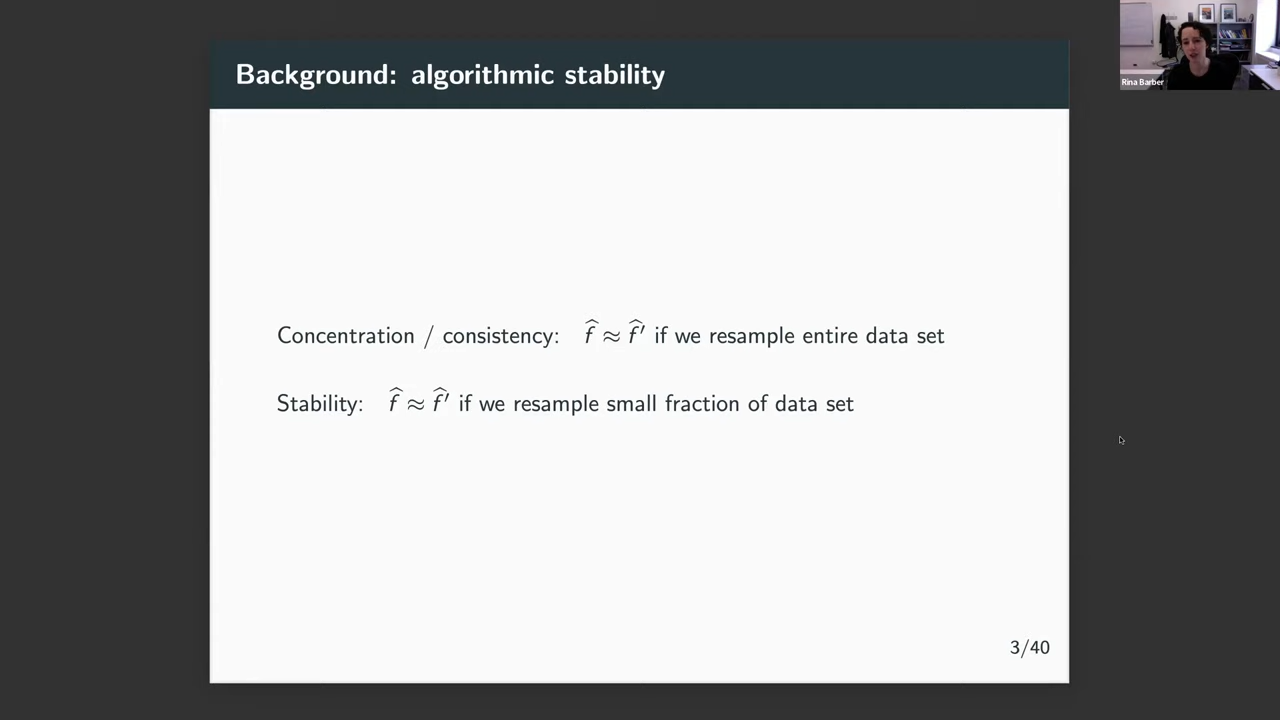 Background: algorithmic stability
Rina Barber
Concentration / consistency: f̂ ≈ f̂′ if we resample entire data set
Stability: f̂ ≈ f̂′ if we resample small fraction of data set
3/40